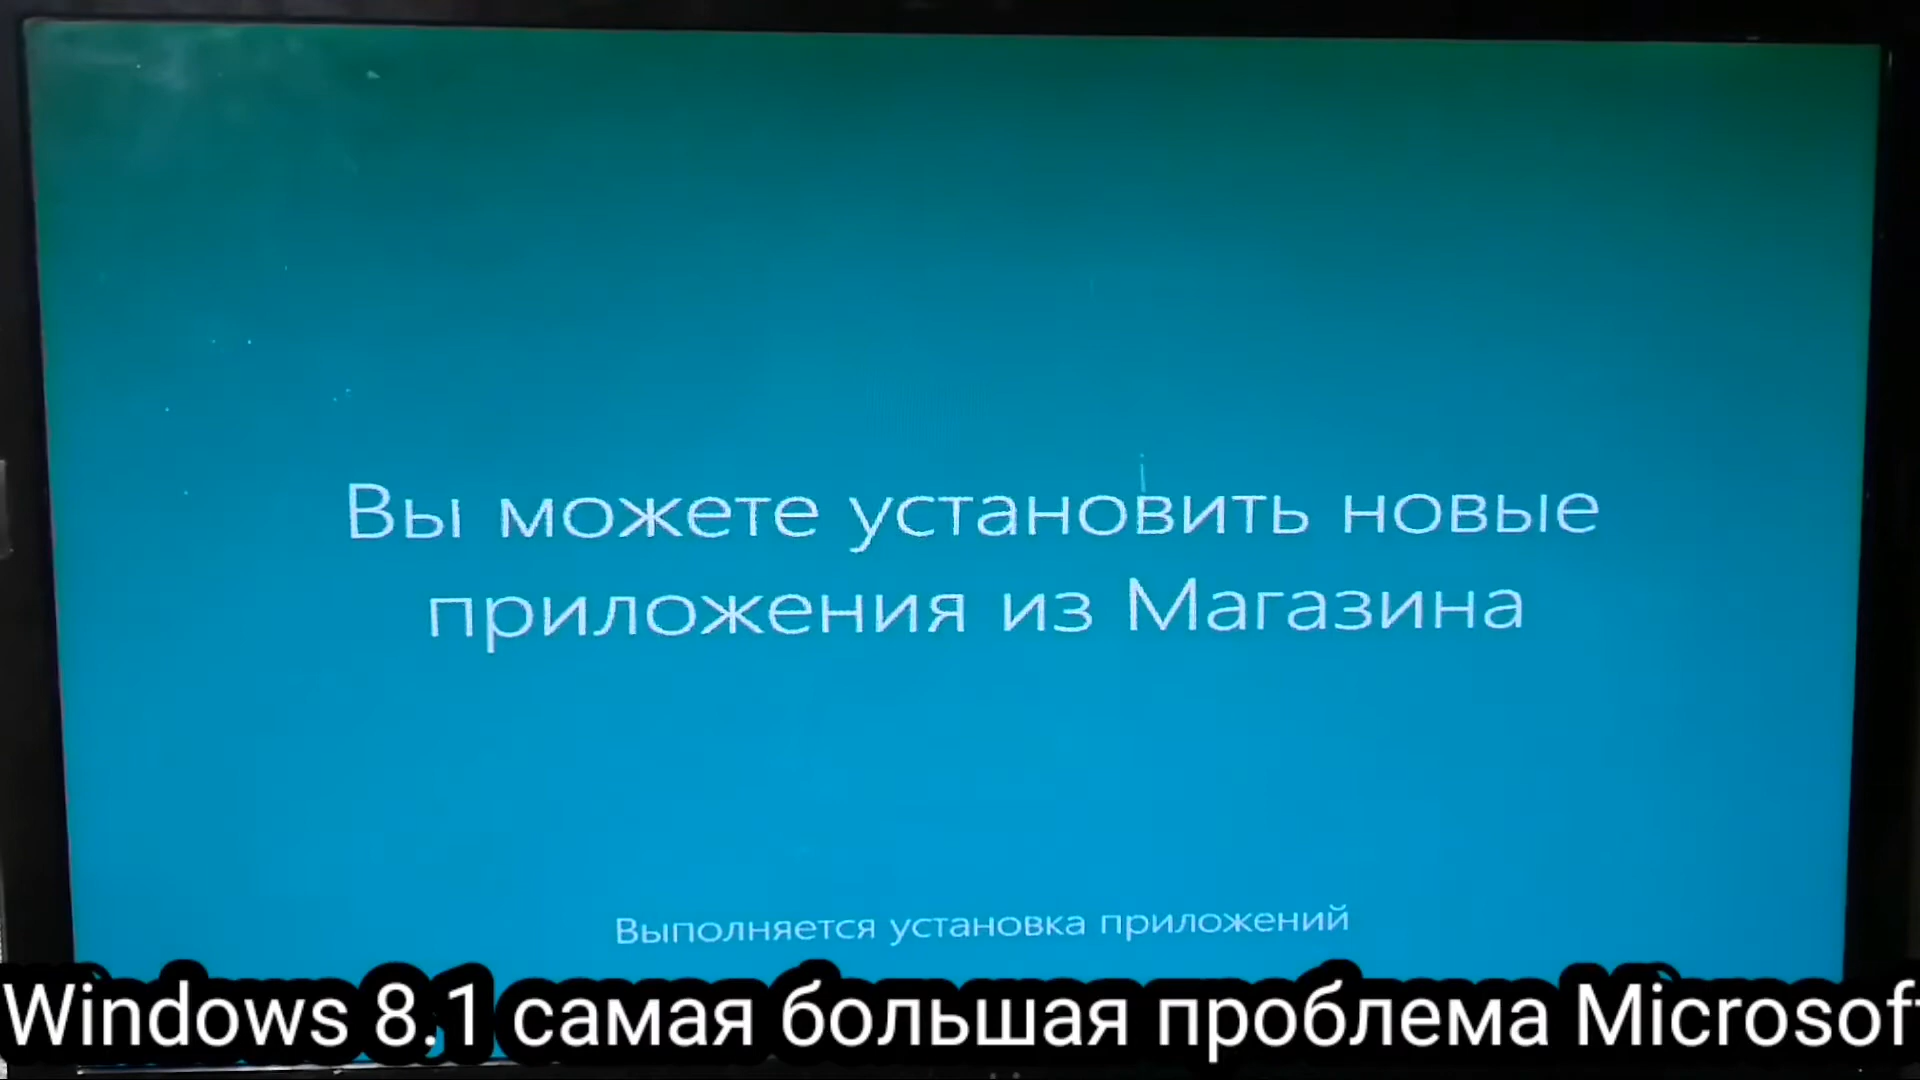 Вы можете установить новые
приложения из Магазина
Выполняется установка приложений
Windows 8.1 самая большая проблема Microsof